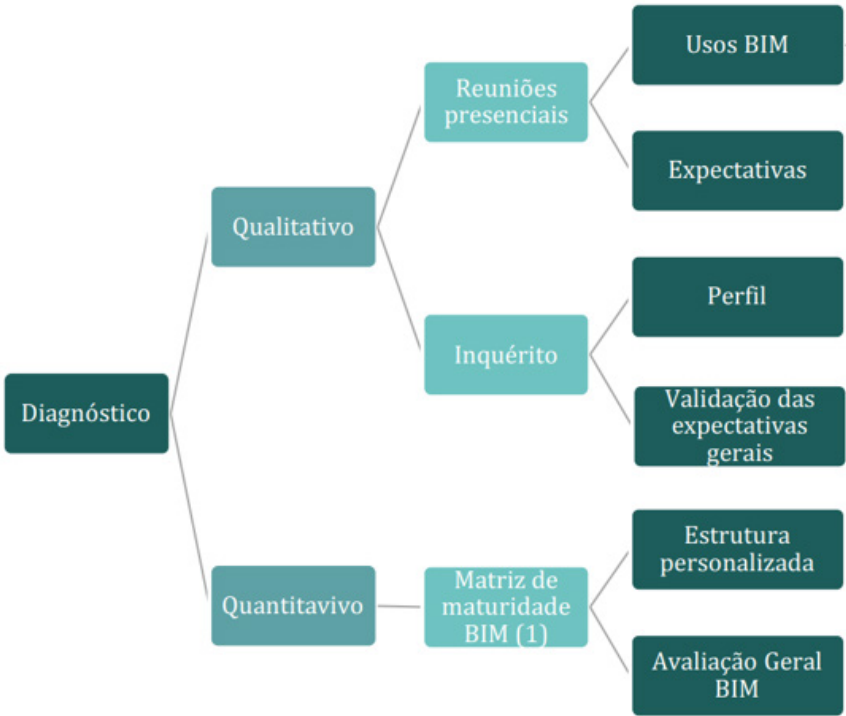 Usos BIM
Reuniões
presenciais
Expectativas
Qualitativo
Perfil
Inquérito
Validação das
expectativas
gerais
Diagnóstico
Estrutura
personalizada
Quantitavivo
Matriz de
maturidade
BIM (1)
Avaliação Geral
BIM